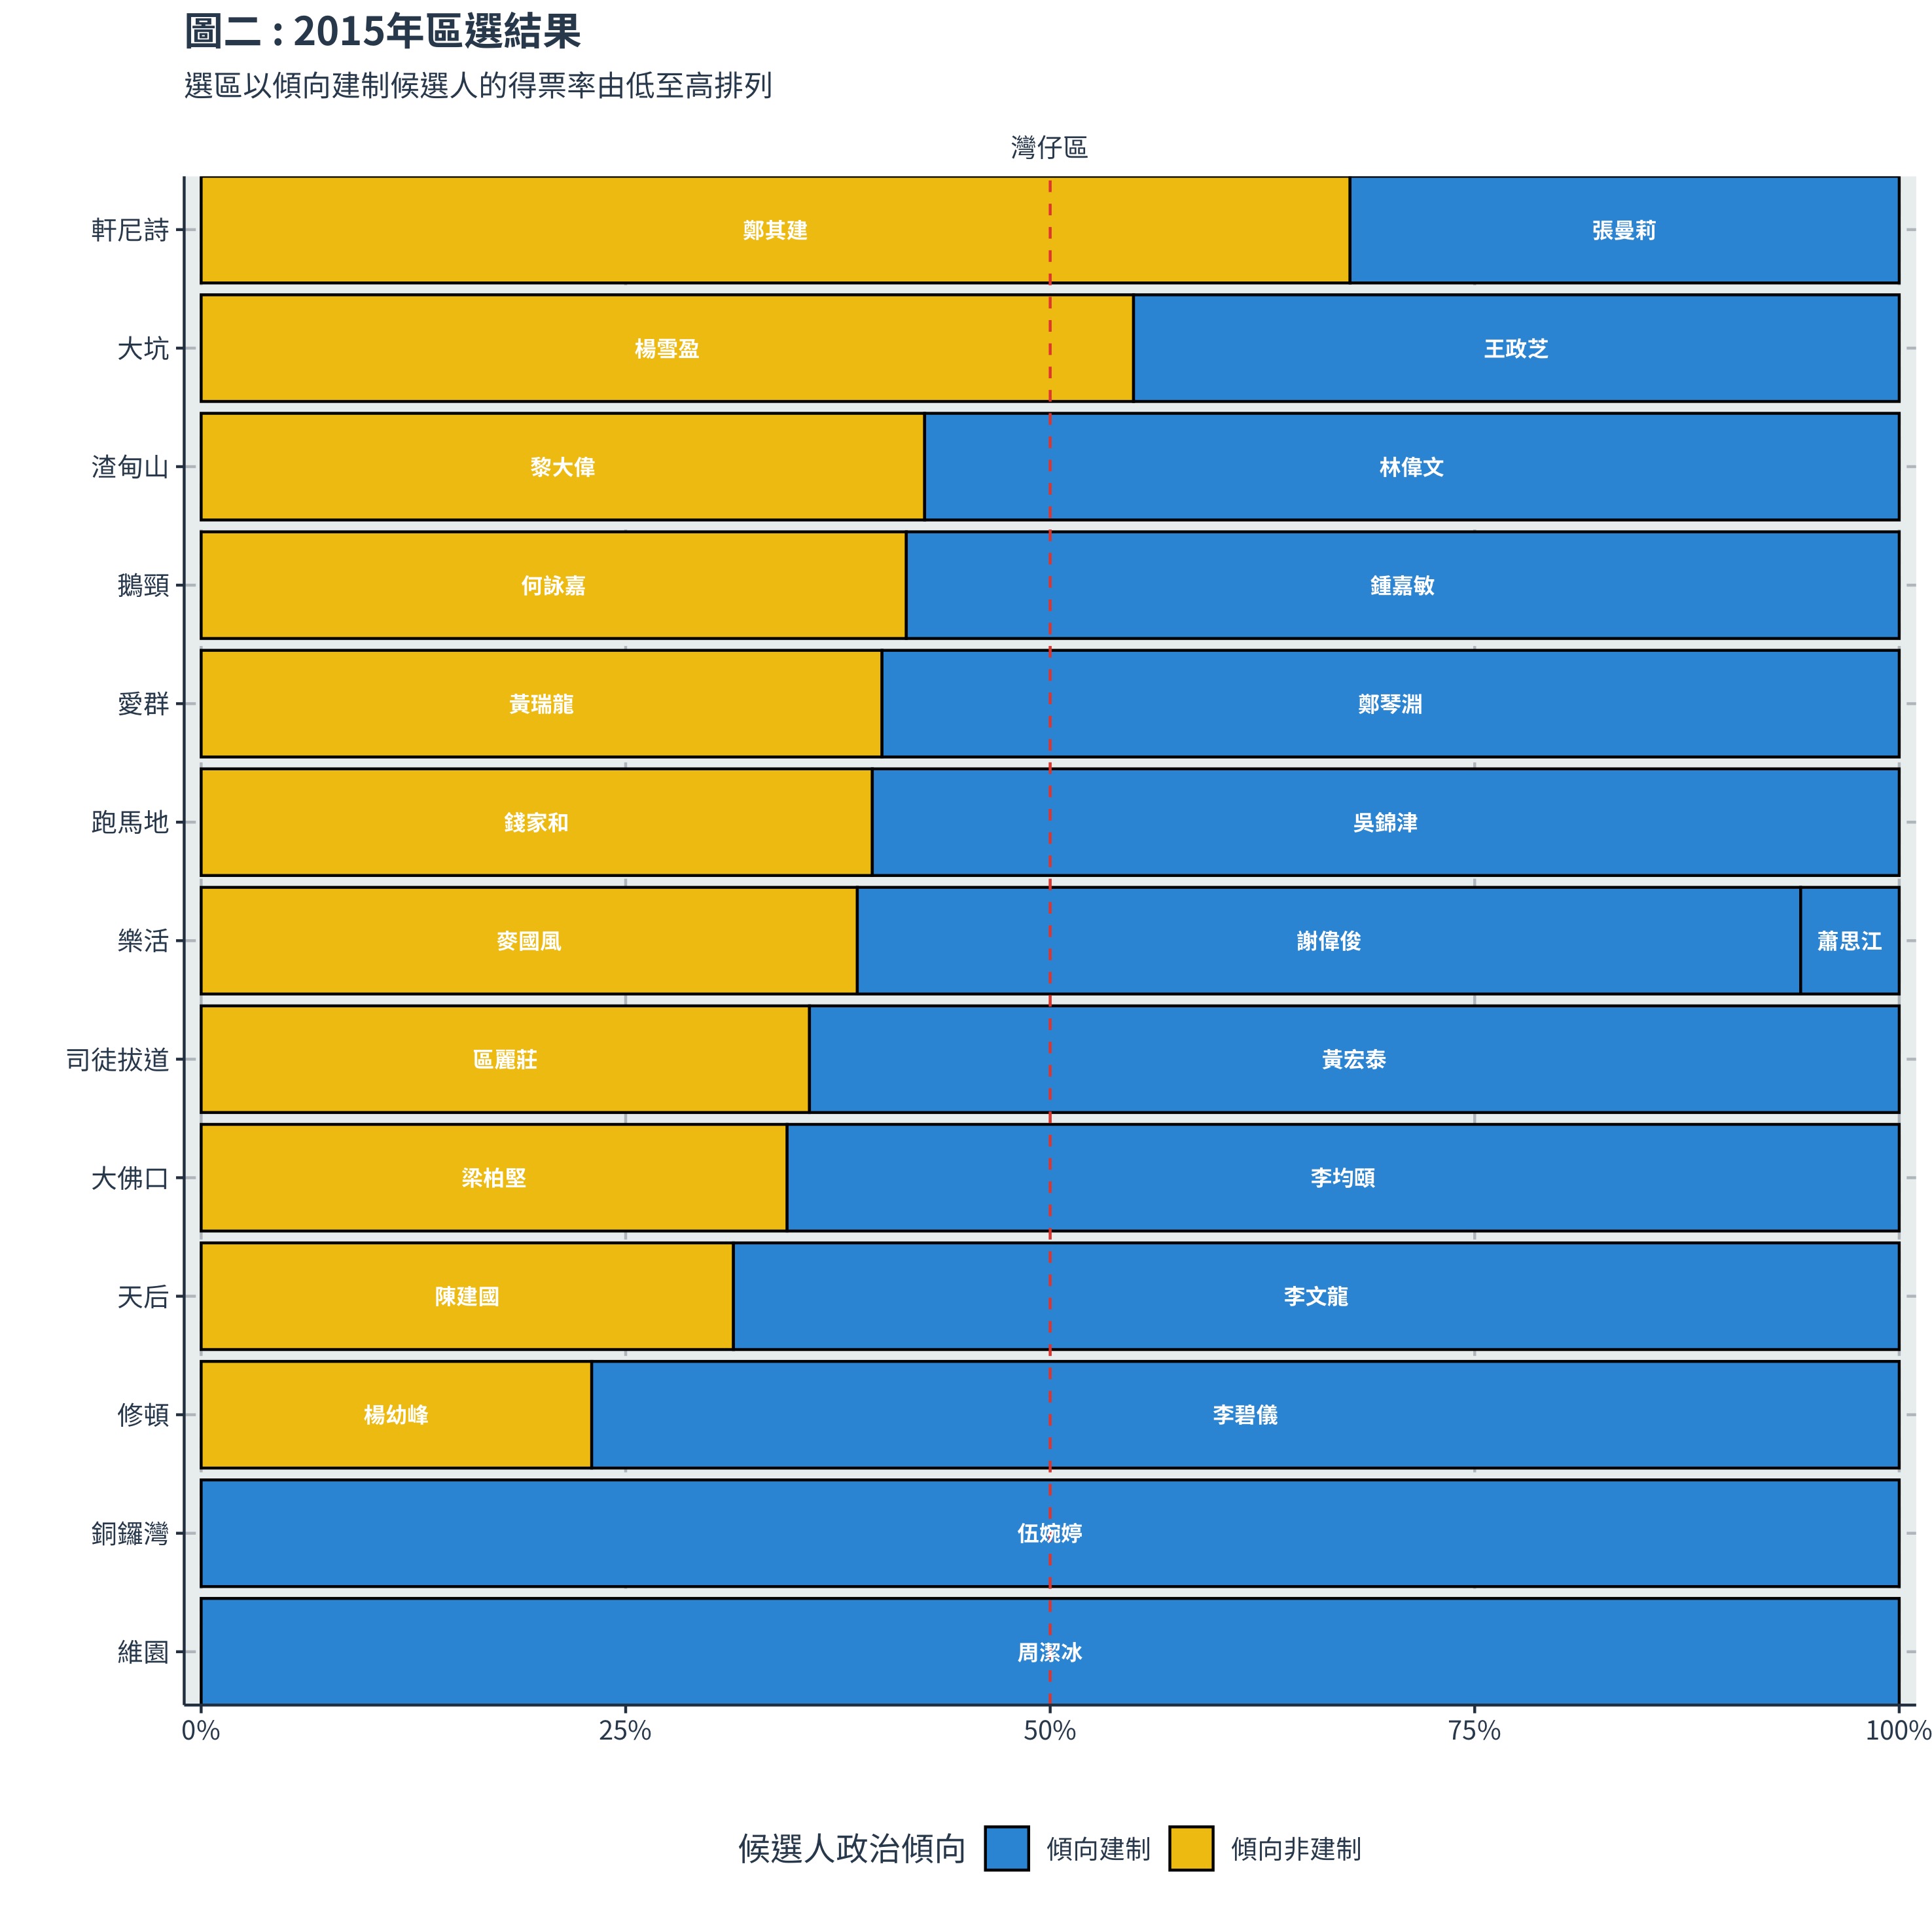 圖二 : 2015年區選結果
選區以傾向建制候選人的得票率由低至高排列
灣仔區
軒尼詩 鄭其建 張曼莉
大坑 楊雪盈 王政芝
渣甸山 黎大偉 林偉文
鵝頸 何詠嘉 鍾嘉敏
愛群 黃瑞龍 鄭琴淵
跑馬地 錢家和 吳錦津
樂活 麥國風 謝偉俊 蕭思江
司徒拔道 區麗莊 黃宏泰
大佛口 梁柏堅 李均頤
天后 陳建國 李文龍
修頓 楊幼峰 李碧儀
銅鑼灣 伍婉婷
維園 周潔冰
0% 25% 50% 75% 100%
候選人政治傾向 傾向建制 傾向非建制